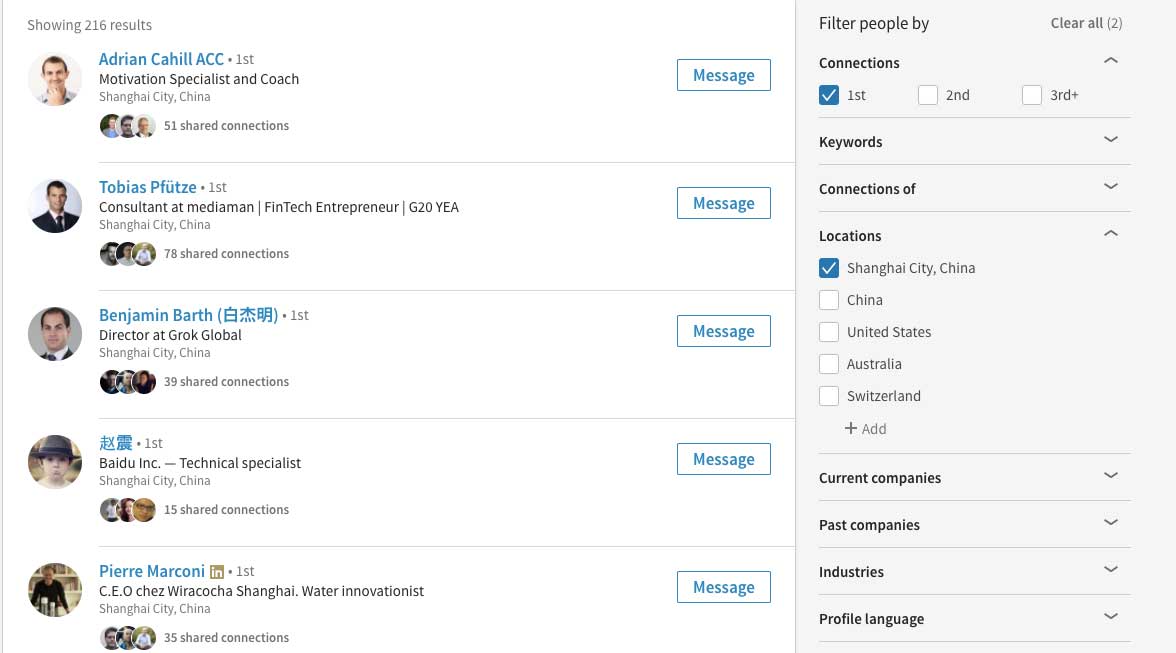 Showing 216 results
Adrian Cahill ACC • 1st
Motivation Specialist and Coach
Shanghai City, China
51 shared connections
Message
Tobias Pfütze • 1st
Consultant at mediaman | FinTech Entrepreneur | G20 YEA
Shanghai City, China
78 shared connections
Message
Benjamin Barth (白杰明) • 1st
Director at Grok Global
Shanghai City, China
39 shared connections
Message
赵震 • 1st
Baidu Inc. — Technical specialist
Shanghai City, China
15 shared connections
Message
Pierre Marconi in • 1st
C.E.O chez Wiracocha Shanghai. Water innovationist
Shanghai City, China
35 shared connections
Message
Filter people by
Clear all (2)
Connections
1st 2nd 3rd+
Keywords
Connections of
Locations
Shanghai City, China
China
United States
Australia
Switzerland
+ Add
Current companies
Past companies
Industries
Profile language